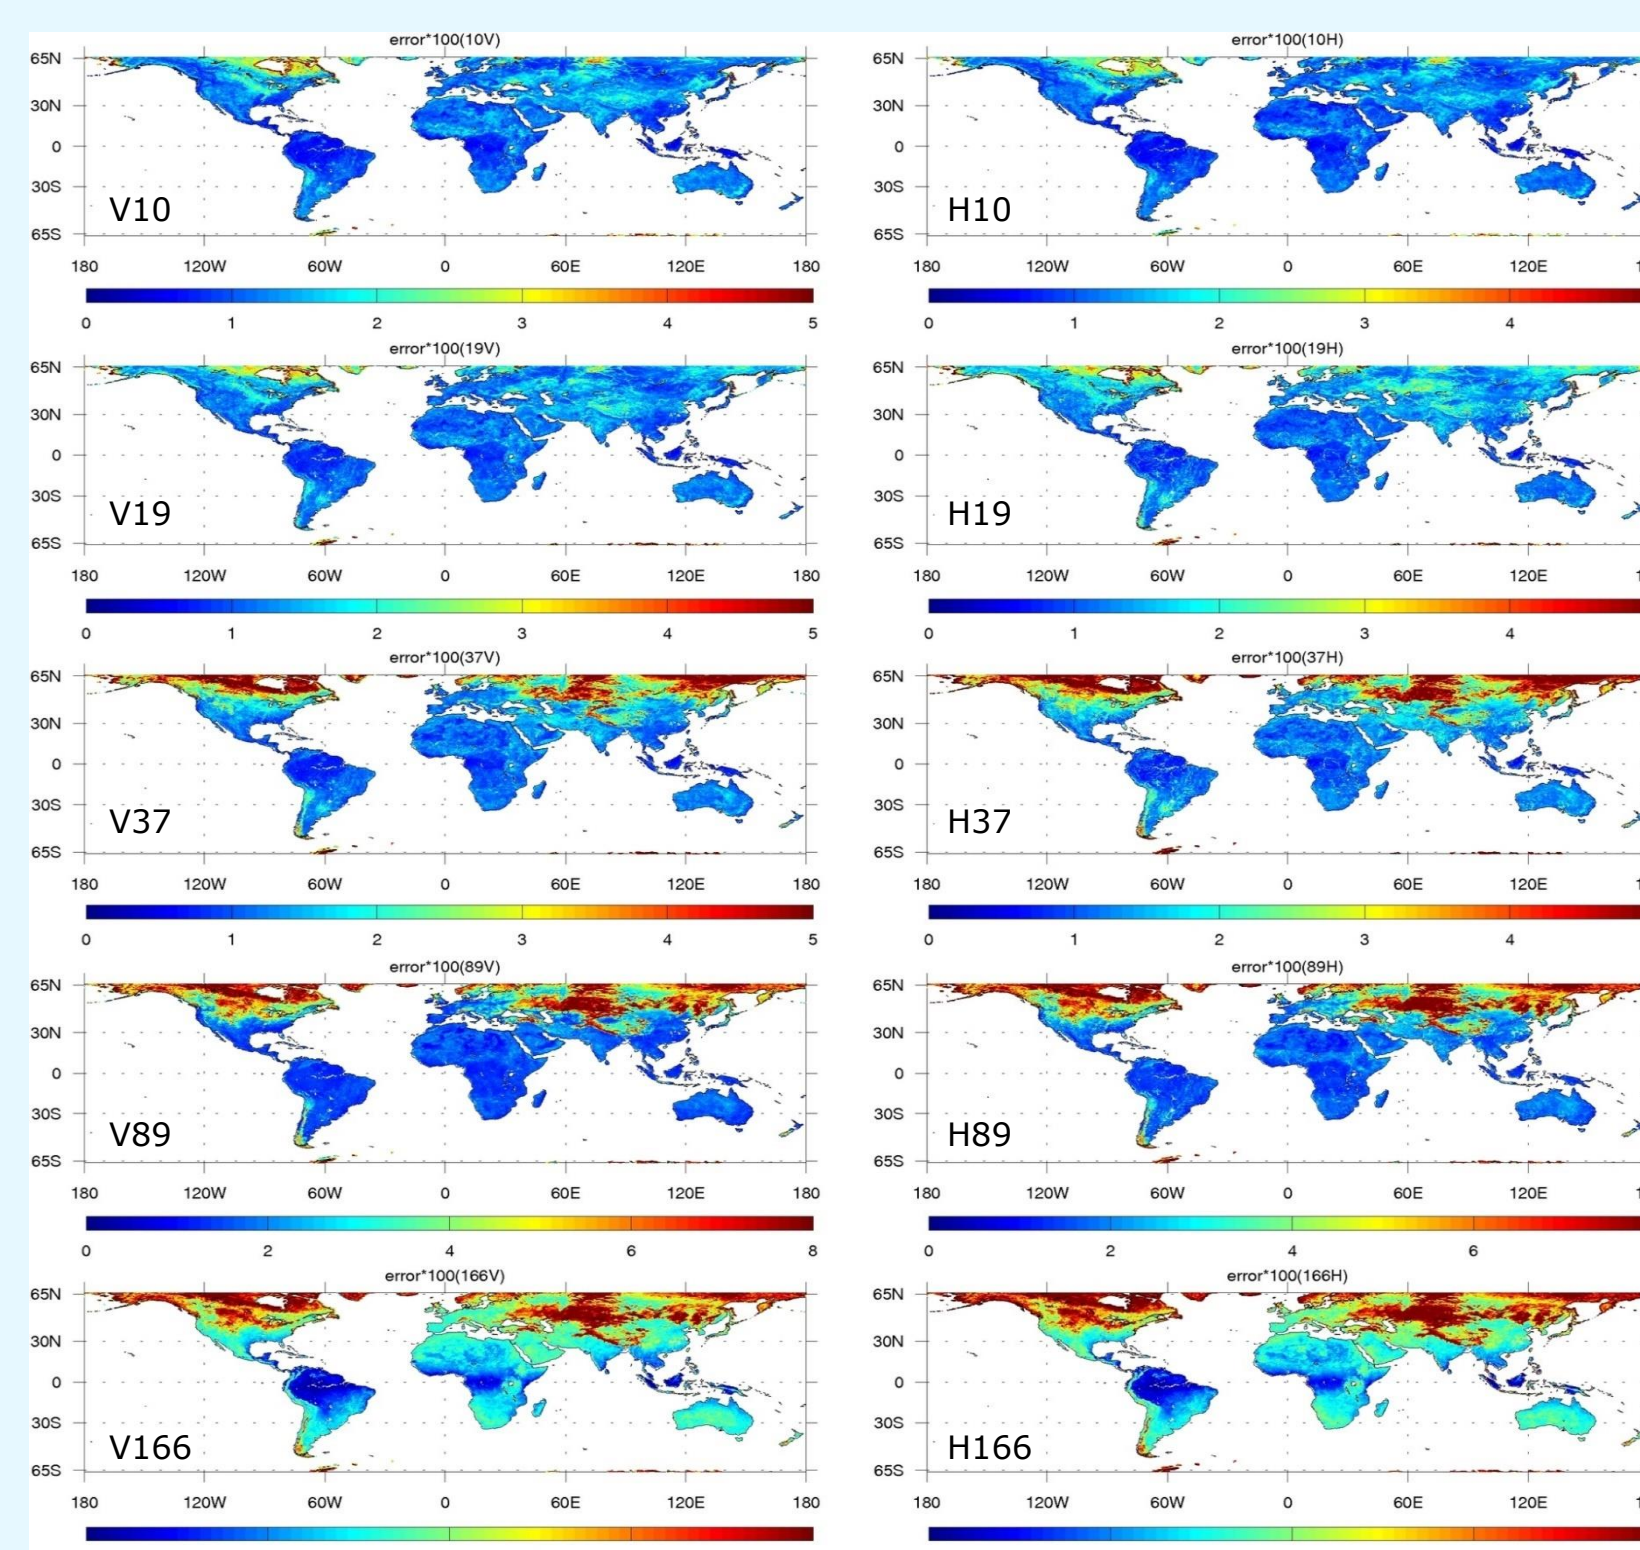 error*100(10V)
65N
30N
0
30S
65S
V10
180 120W 60W 0 60E 120E 180
0 1 2 3 4 5
error*100(10H)
65N
30N
0
30S
65S
H10
180 120W 60W 0 60E 120E
0 1 2 3 4
error*100(19V)
65N
30N
0
30S
65S
V19
180 120W 60W 0 60E 120E 180
0 1 2 3 4 5
error*100(19H)
65N
30N
0
30S
65S
H19
180 120W 60W 0 60E 120E
0 1 2 3 4
error*100(37V)
65N
30N
0
30S
65S
V37
180 120W 60W 0 60E 120E 180
0 1 2 3 4 5
error*100(37H)
65N
30N
0
30S
65S
H37
180 120W 60W 0 60E 120E
0 1 2 3 4
error*100(89V)
65N
30N
0
30S
65S
V89
180 120W 60W 0 60E 120E 180
0 2 4 6 8
error*100(89H)
65N
30N
0
30S
65S
H89
180 120W 60W 0 60E 120E
0 2 4 6
error*100(166V)
65N
30N
0
30S
65S
V166
180 120W 60W 0 60E 120E 180
error*100(166H)
65N
30N
0
30S
65S
H166
180 120W 60W 0 60E 120E